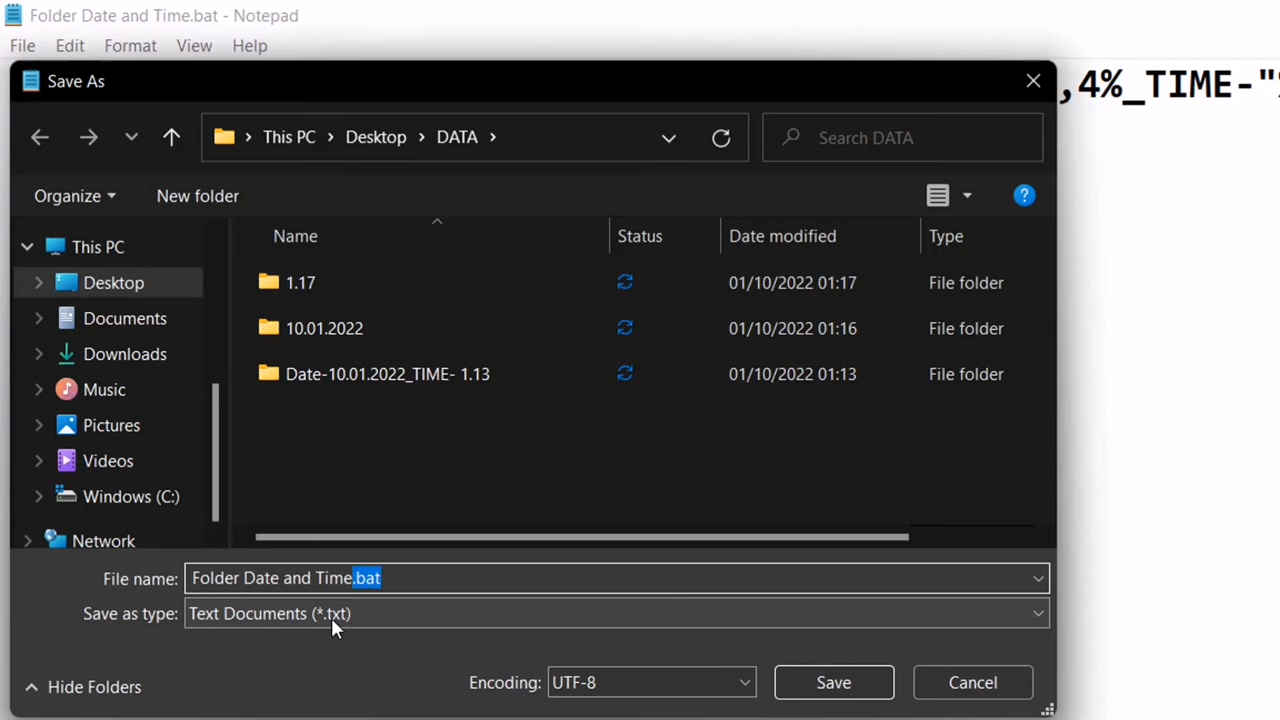 Folder Date and Time.bat - Notepad
File Edit Format View Help
Save As
,4%_TIME-"
This PC Desktop DATA
Search DATA
Organize New folder
Name Status Date modified Type
This PC
Desktop
Documents
Downloads
Music
Pictures
Videos
Windows (C:)
Network
1.17 01/10/2022 01:17 File folder
10.01.2022 01/10/2022 01:16 File folder
Date-10.01.2022_TIME- 1.13 01/10/2022 01:13 File folder
File name: Folder Date and Time.bat
Save as type: Text Documents (*.txt)
Hide Folders Encoding: UTF-8 Save Cancel